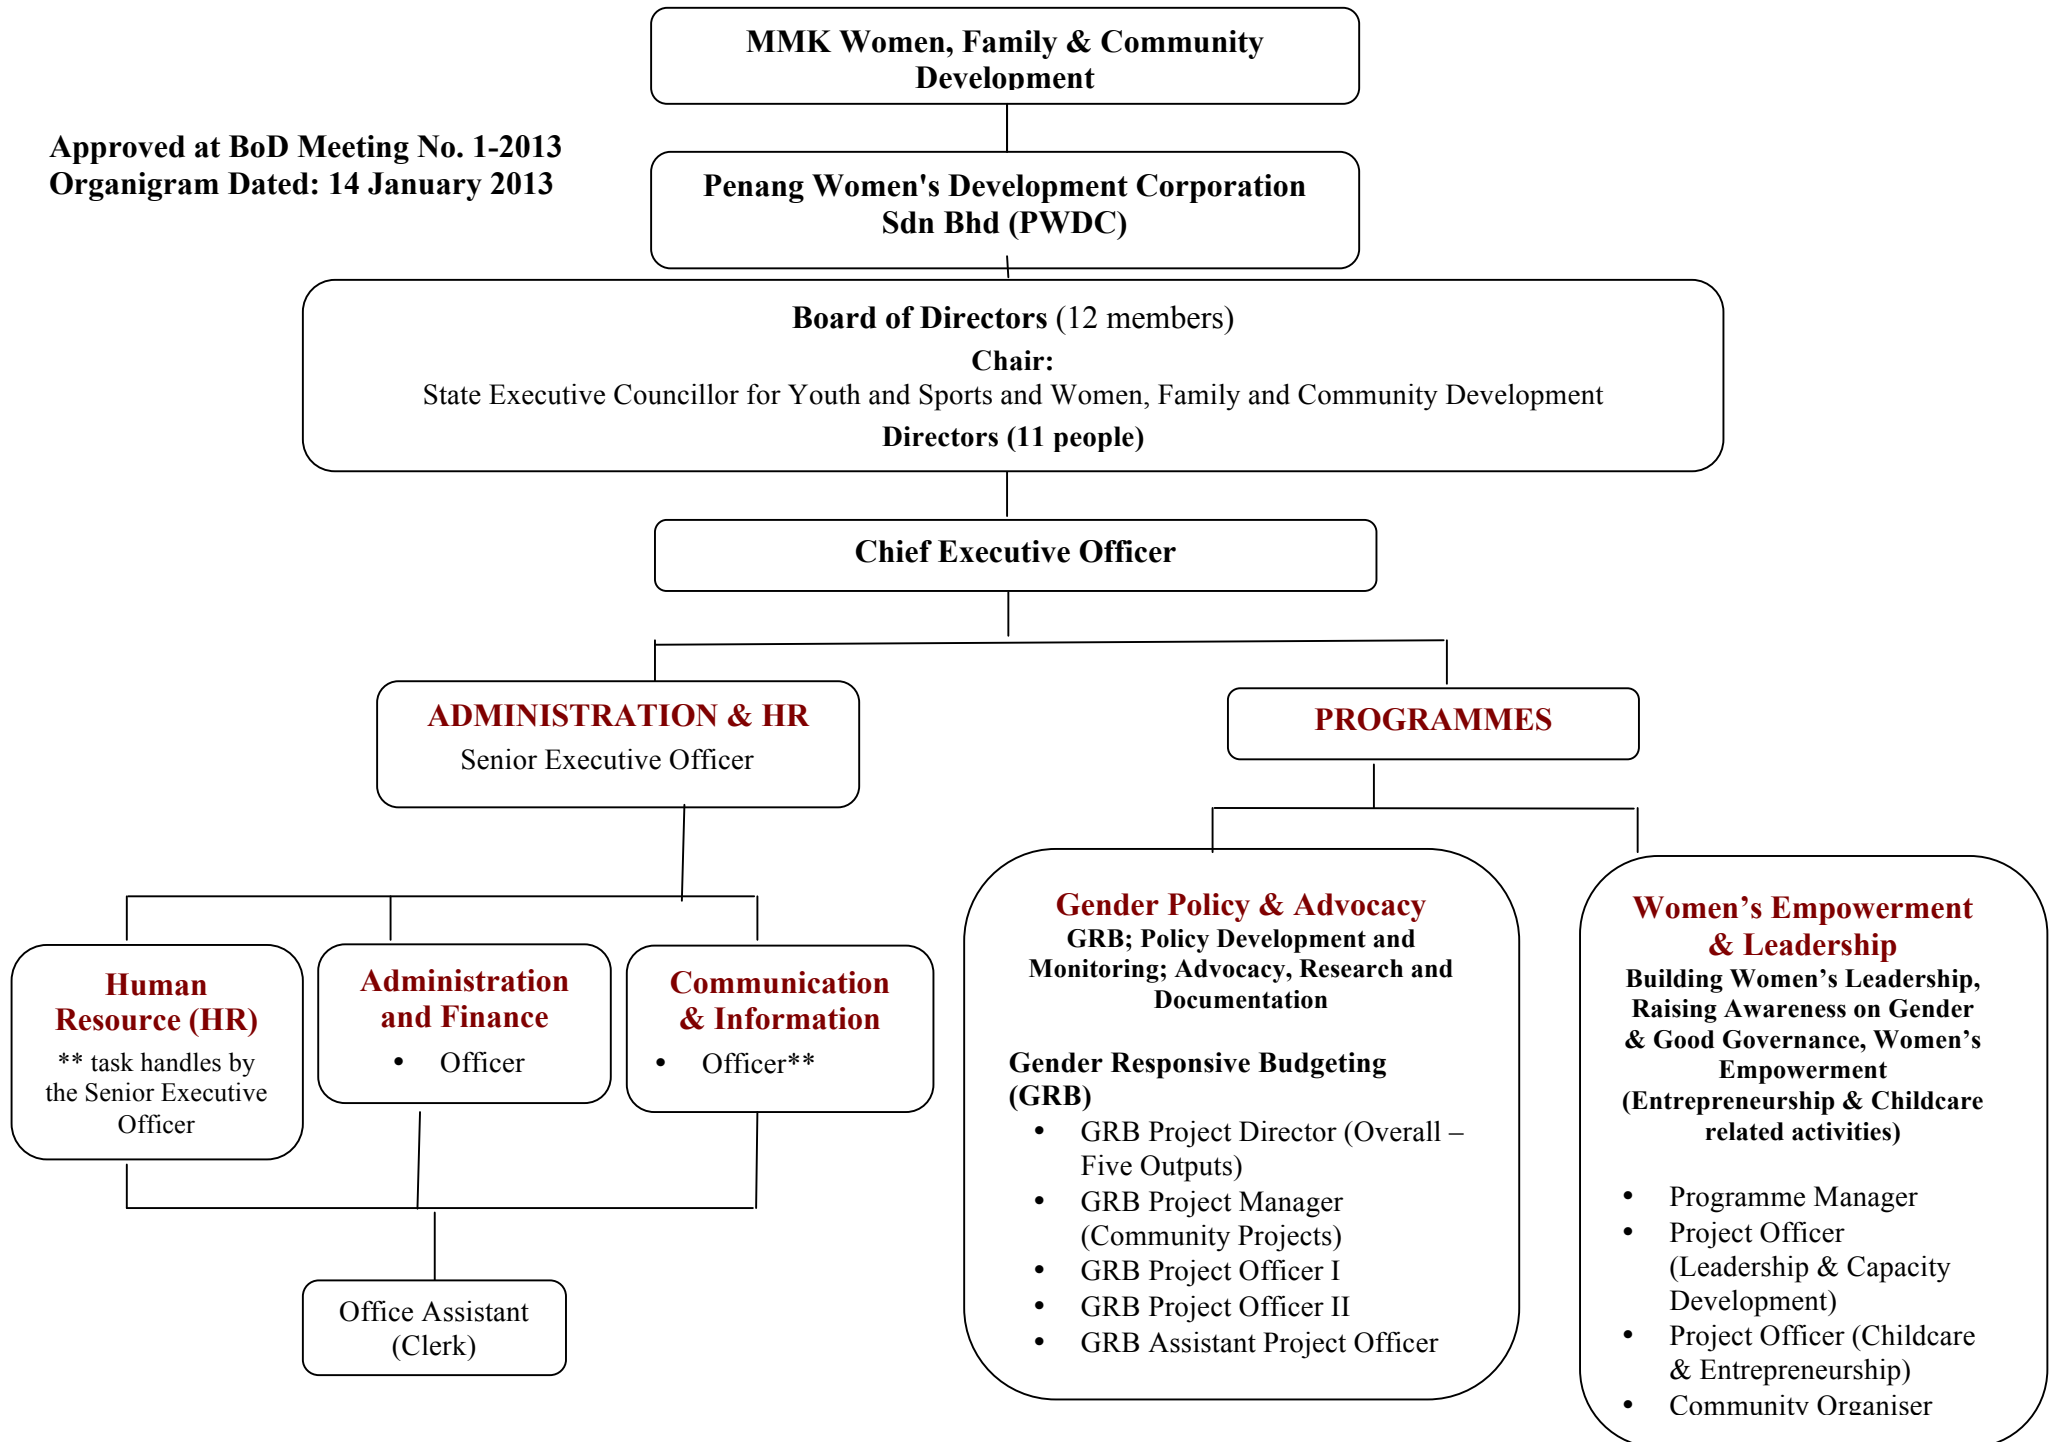 MMK Women, Family & Community
Development
Approved at BoD Meeting No. 1-2013
Organigram Dated: 14 January 2013
Penang Women's Development Corporation
Sdn Bhd (PWDC)
Board of Directors (12 members)
Chair:
State Executive Councillor for Youth and Sports and Women, Family and Community Development
Directors (11 people)
Chief Executive Officer
ADMINISTRATION & HR
Senior Executive Officer
PROGRAMMES
Human
Resource (HR)
** task handles by
the Senior Executive
Officer
Administration
and Finance
• Officer
Communication
& Information
• Officer**
Office Assistant
(Clerk)
Gender Policy & Advocacy
GRB; Policy Development and
Monitoring; Advocacy, Research and
Documentation
Gender Responsive Budgeting
(GRB)
• GRB Project Director (Overall –
Five Outputs)
• GRB Project Manager
(Community Projects)
• GRB Project Officer I
• GRB Project Officer II
• GRB Assistant Project Officer
Women’s Empowerment
& Leadership
Building Women’s Leadership,
Raising Awareness on Gender
& Good Governance, Women’s
Empowerment
(Entrepreneurship & Childcare
related activities)
• Programme Manager
• Project Officer
(Leadership & Capacity
Development)
• Project Officer (Childcare
& Entrepreneurship)
• Community Organiser